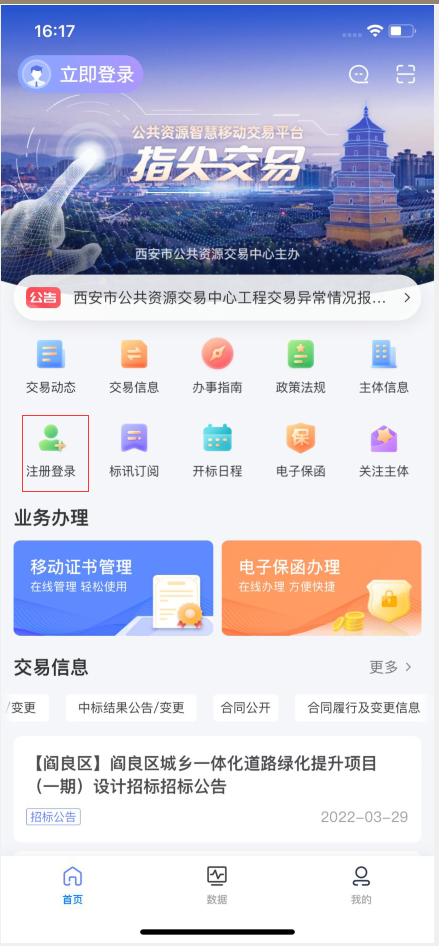 16:17
立即登录
公共资源智慧移动交易平台
指尖交易
西安市公共资源交易中心主办
公告 西安市公共资源交易中心工程交易异常情况报...
交易动态 交易信息 办事指南 政策法规 主体信息
注册登录 标讯订阅 开标日程 电子保函 关注主体
业务办理
移动证书管理 电子保函办理
在线管理 轻松使用 在线办理 方便快捷
交易信息 更多
/变更 中标结果公告/变更 合同公开 合同履行及变更信息
【阎良区】阎良区城乡一体化道路绿化提升项目
（一期）设计招标招标公告
招标公告 2022-03-29
首页 数据 我的